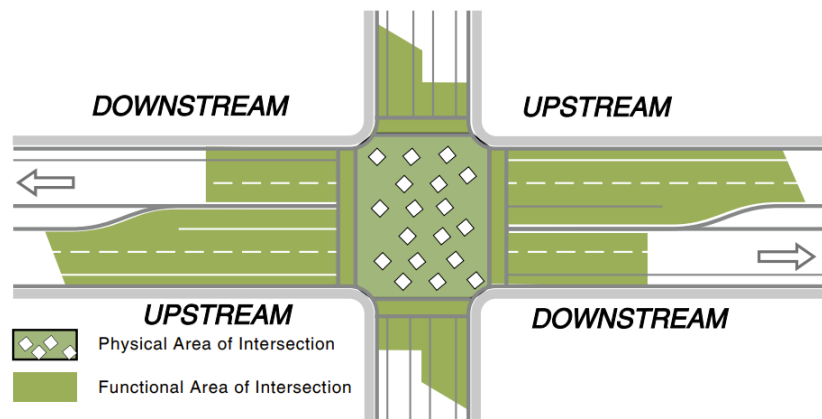 DOWNSTREAM
UPSTREAM
UPSTREAM
DOWNSTREAM
Physical Area of Intersection
Functional Area of Intersection